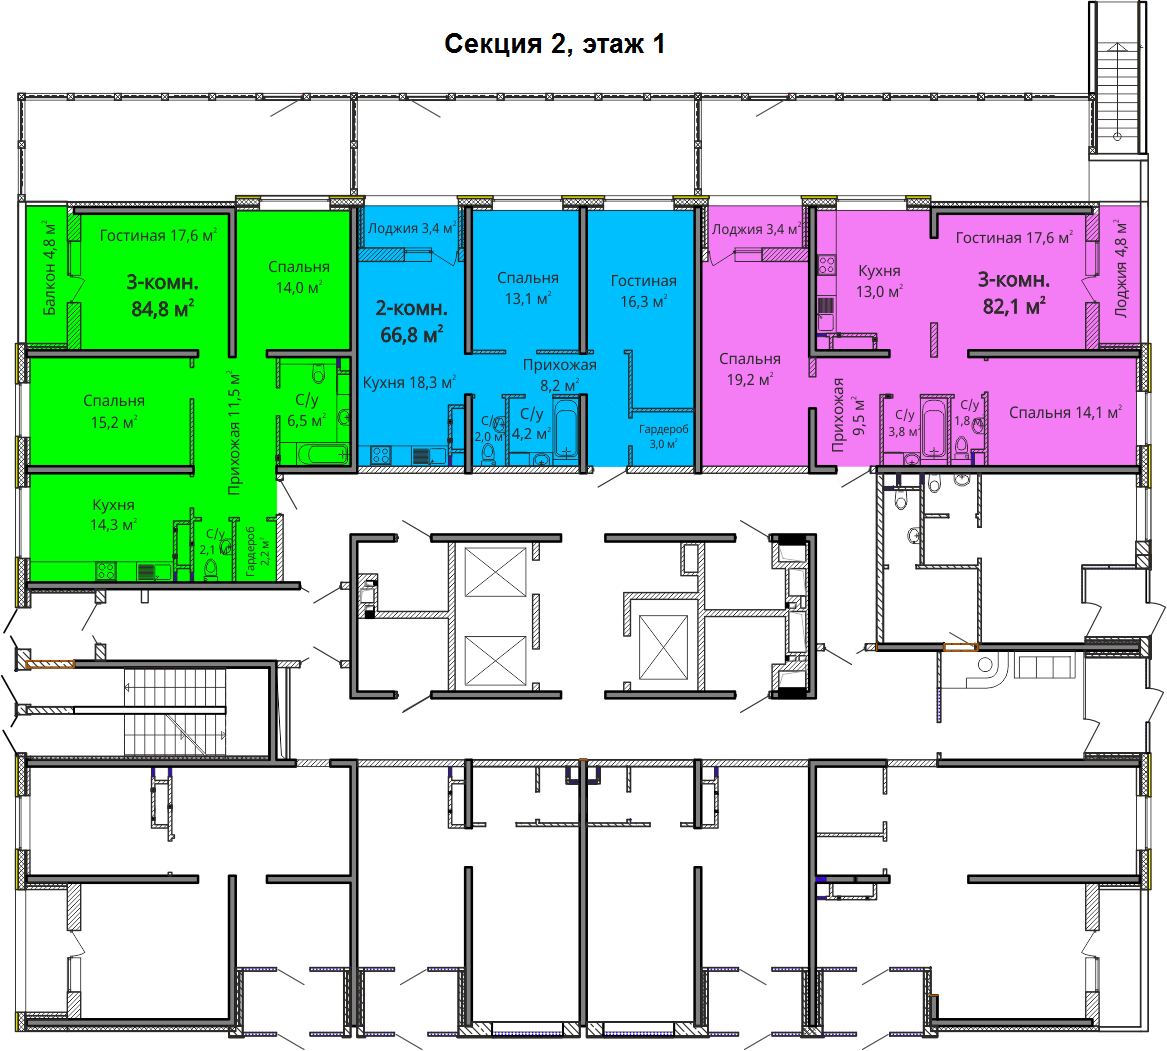 Секция 2, этаж 1
Балкон 4,8 м²
Гостиная 17,6 м²
3-комн.
84,8 м²
Спальня
14,0 м²
Спальня
15,2 м²
Прихожая 11,5 м²
С/у
6,5 м²
Кухня
14,3 м²
С/у
2,1 м²
Гардероб
2,2 м²
Лоджия 3,4 м²
2-комн.
66,8 м²
Кухня 18,3 м²
Спальня
13,1 м²
Гостиная
16,3 м²
Прихожая
8,2 м²
С/у
2,0 м²
С/у
4,2 м²
Гардероб
3,0 м²
Лоджия 3,4 м²
Спальня
19,2 м²
Кухня
13,0 м²
Гостиная 17,6 м²
3-комн.
82,1 м²
Лоджия 4,8 м²
Прихожая
9,5 м²
С/у
3,8 м²
С/у
1,8 м²
Спальня 14,1 м²